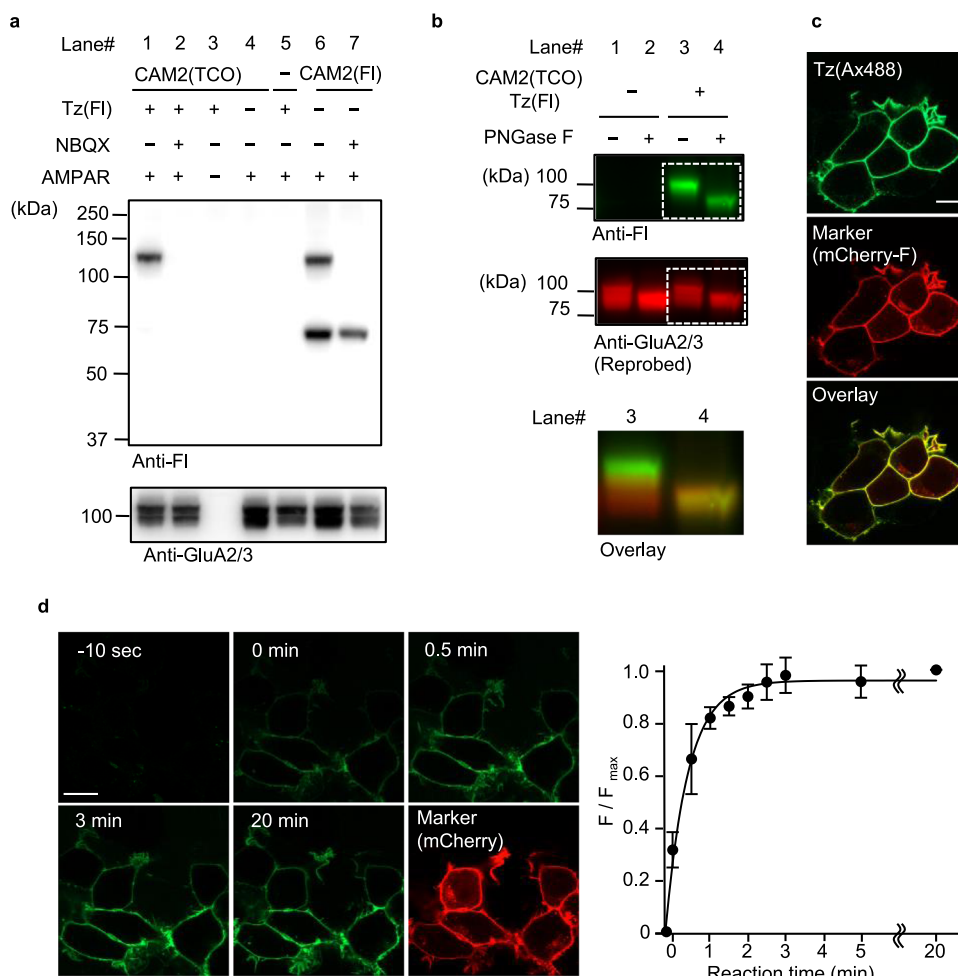 a
Lane# 1 2 3 4 5 6 7
CAM2(TCO) – CAM2(Fl)
Tz(Fl) + + + – + – –
NBQX – + – – – – +
AMPAR + + – + + + +
(kDa)
250
150
100
75
50
37
Anti-Fl
100
Anti-GluA2/3
b
Lane# 1 2 3 4
CAM2(TCO)
Tz(Fl) – +
PNGase F – + – +
(kDa) 100
75
Anti-Fl
(kDa) 100
75
Anti-GluA2/3
(Reprobed)
Lane# 3 4
Overlay
c
Tz(Ax488)
Marker
(mCherry-F)
Overlay
d
-10 sec
0 min
0.5 min
3 min
20 min
Marker
(mCherry)
F / Fmax
1.0
0.8
0.6
0.4
0.2
0
0 1 2 3 4 5 20
Reaction time (min)